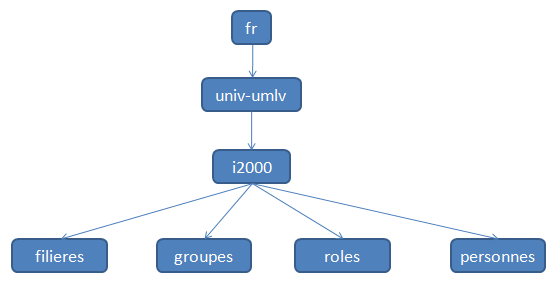 fr
univ-umlv
i2000
filieres
groupes
roles
personnes